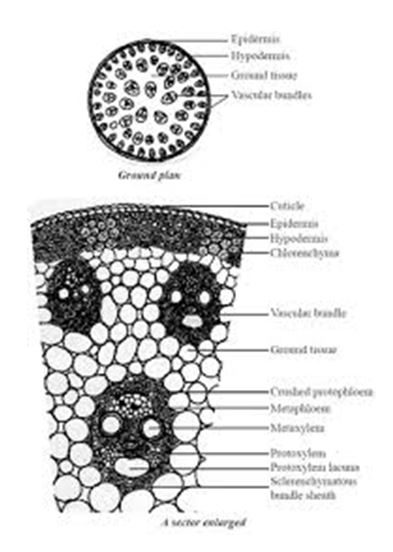 Epidermis
Hypodermis
Ground tissue
Vascular bundles
Ground plan
Cuticle
Epidermis
Hypodermis
Chlorenchyma
Vascular bundle
Ground tissue
Crushed protophloem
Metaphloem
Metaxylem
Protoxylem
Protoxylem lacuna
Sclerenchymatous
bundle sheath
A sector enlarged